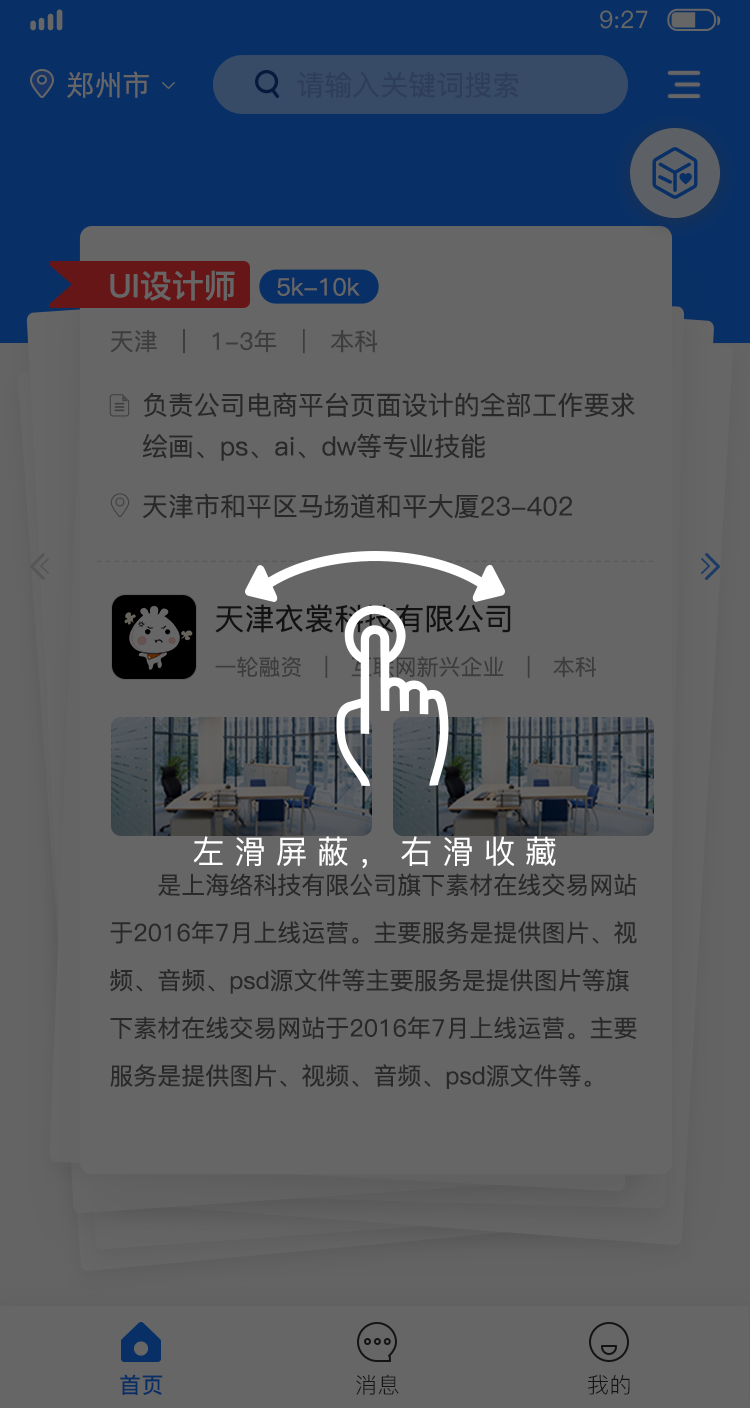 9:27
郑州市
请输入关键词搜索
UI设计师 5k-10k
天津 | 1-3年 | 本科
负责公司电商平台页面设计的全部工作要求
绘画、ps、ai、dw等专业技能
天津市和平区马场道和平大厦23-402
天津衣裳科技有限公司
一轮融资 | 互联网新兴企业 | 本科
左滑屏蔽，右滑收藏
是上海络科技有限公司旗下素材在线交易网站
于2016年7月上线运营。主要服务是提供图片、视
频、音频、psd源文件等主要服务是提供图片等旗
下素材在线交易网站于2016年7月上线运营。主要
服务是提供图片、视频、音频、psd源文件等。
首页 消息 我的